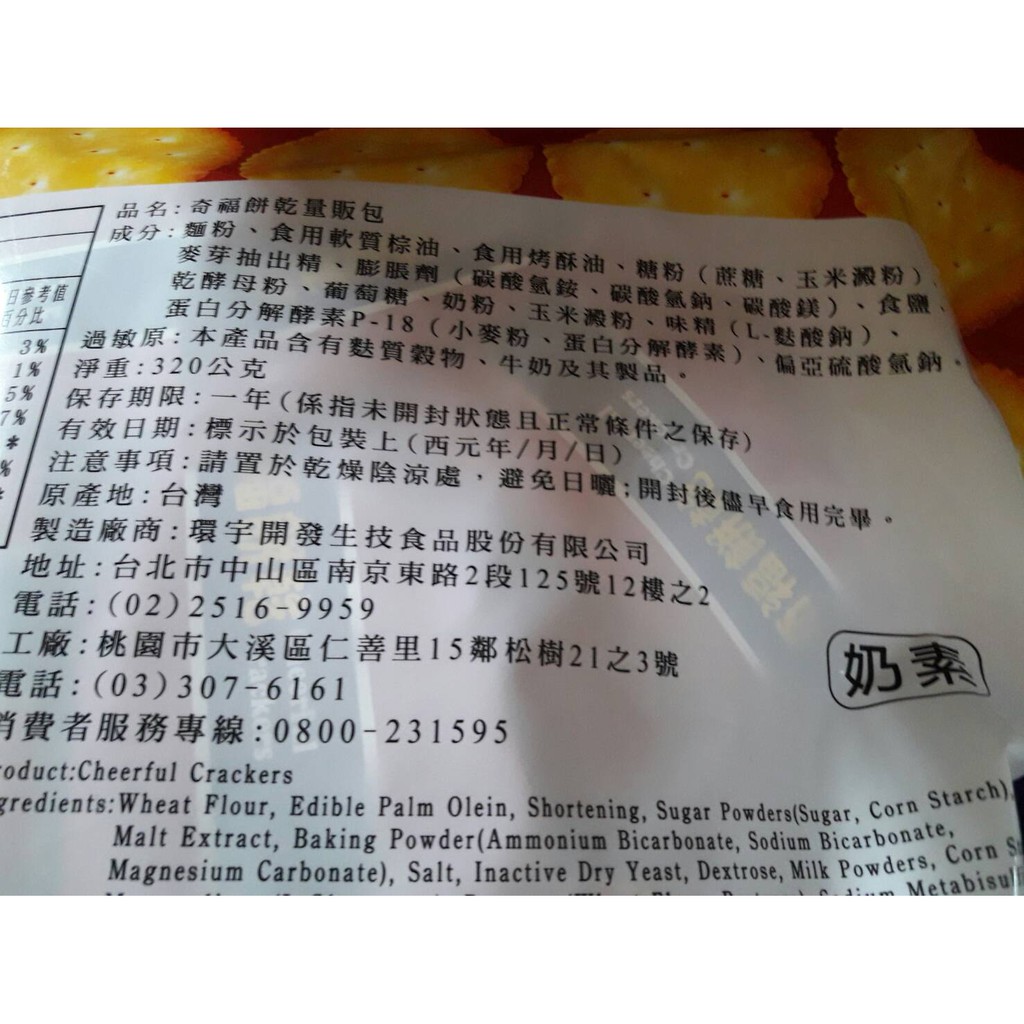 品名:奇福餅乾量販包
成分:麵粉、食用軟質棕油、食用烤酥油、糖粉(蔗糖、玉米澱粉)、
麥芽抽出精、膨脹劑(碳酸氫銨、碳酸氫鈉、碳酸鎂)、食鹽、
乾酵母粉、葡萄糖、奶粉、玉米澱粉、味精(L-麩酸鈉)、
蛋白分解酵素P-18(小麥粉、蛋白分解酵素)、偏亞硫酸氫鈉。
過敏原:本產品含有麩質穀物、牛奶及其製品。
淨重:320公克
保存期限:一年(係指未開封狀態且正常條件之保存)
有效日期:標示於包裝上(西元年/月/日)
注意事項:請置於乾燥陰涼處,避免日曬;開封後儘早食用完畢。
原產地:台灣
製造廠商:環宇開發生技食品股份有限公司
地址:台北市中山區南京東路2段125號12樓之2
電話:(02)2516-9959
工廠:桃園市大溪區仁善里15鄰松樹21之3號
電話:(03)307-6161
消費者服務專線:0800-231595
奶素
日參考值
百分比
3%
1%
5%
7%
*
%
roduct:Cheerful Crackers
gredients:Wheat Flour, Edible Palm Olein, Shortening, Sugar Powders(Sugar, Corn Starch),
Malt Extract, Baking Powder(Ammonium Bicarbonate, Sodium Bicarbonate,
Magnesium Carbonate), Salt, Inactive Dry Yeast, Dextrose, Milk Powders, Corn